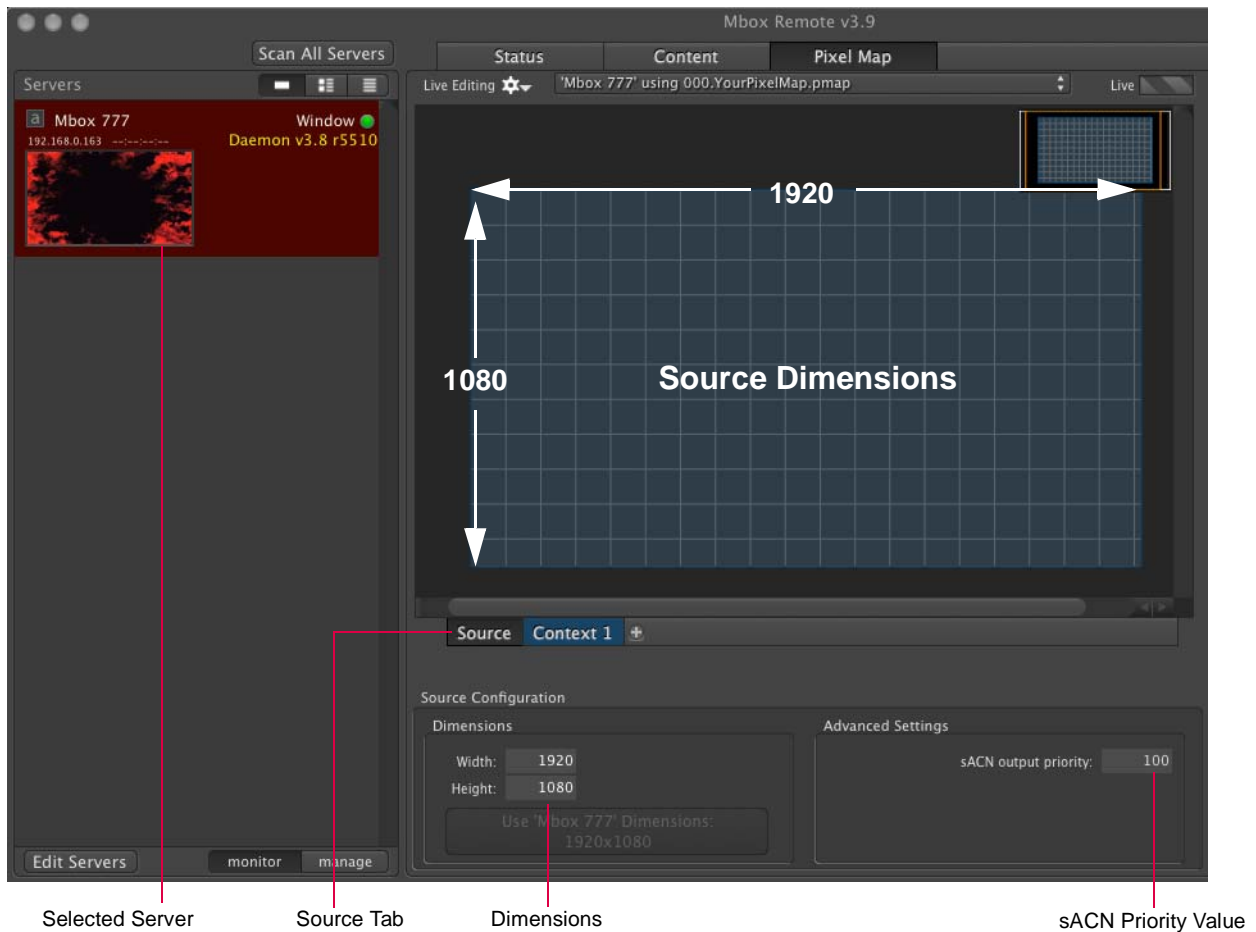 Mbox Remote v3.9
Scan All Servers
Status
Content
Pixel Map
Servers
Live Editing
'Mbox 777' using 000.YourPixelMap.pmap
Live
a
Mbox 777
Window
192.168.0.163 --:--:--:--
Daemon v3.8 r5510
1920
1080
Source Dimensions
Source
Context 1
+
Source Configuration
Dimensions
Advanced Settings
Width:
1920
sACN output priority:
100
Height:
1080
Use 'Mbox 777' Dimensions:
1920x1080
Edit Servers
monitor
manage
Selected Server
Source Tab
Dimensions
sACN Priority Value